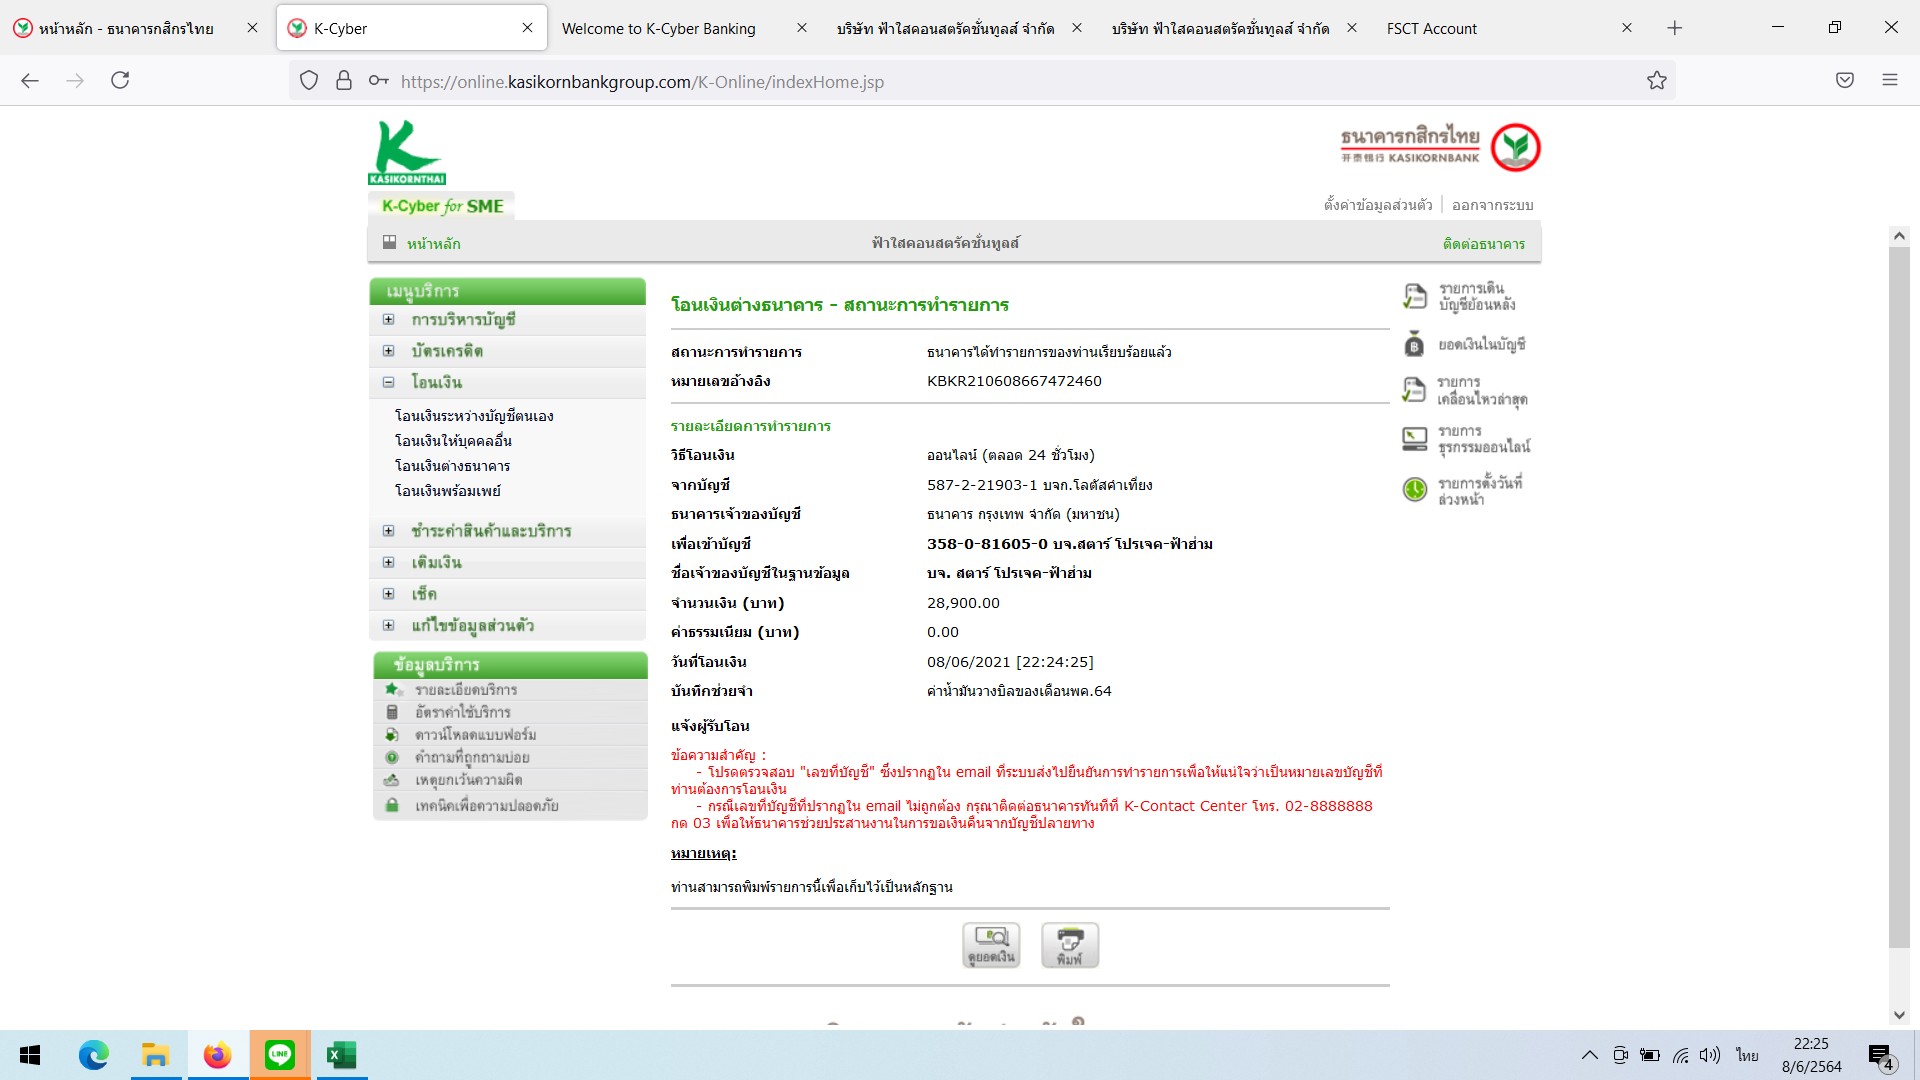 หน้าหลัก - ธนาคารกสิกรไทย
K-Cyber
Welcome to K-Cyber Banking
บริษัท ฟ้าใสคอนสตรัคชั่นทูลส์ จำกัด
บริษัท ฟ้าใสคอนสตรัคชั่นทูลส์ จำกัด
FSCT Account
https://online.kasikornbankgroup.com/K-Online/indexHome.jsp
KASIKORNTHAI
ธนาคารกสิกรไทย
开泰银行 KASIKORNBANK
K-Cyber for SME
ตั้งค่าข้อมูลส่วนตัว | ออกจากระบบ
หน้าหลัก
ฟ้าใสคอนสตรัคชั่นทูลส์
ติดต่อธนาคาร
เมนูบริการ
การบริหารบัญชี
บัตรเครดิต
โอนเงิน
โอนเงินระหว่างบัญชีตนเอง
โอนเงินให้บุคคลอื่น
โอนเงินต่างธนาคาร
โอนเงินพร้อมเพย์
ชำระค่าสินค้าและบริการ
เติมเงิน
เช็ค
แก้ไขข้อมูลส่วนตัว
ข้อมูลบริการ
รายละเอียดบริการ
อัตราค่าใช้บริการ
ดาวน์โหลดแบบฟอร์ม
คำถามที่ถูกถามบ่อย
เหตุยกเว้นความผิด
เทคนิคเพื่อความปลอดภัย
โอนเงินต่างธนาคาร - สถานะการทำรายการ
สถานะการทำรายการ ธนาคารได้ทำรายการของท่านเรียบร้อยแล้ว
หมายเลขอ้างอิง KBKR210608667472460
รายละเอียดการทำรายการ
วิธีโอนเงิน ออนไลน์ (ตลอด 24 ชั่วโมง)
จากบัญชี 587-2-21903-1 บจก.โลตัสคำเที่ยง
ธนาคารเจ้าของบัญชี ธนาคาร กรุงเทพ จำกัด (มหาชน)
เพื่อเข้าบัญชี 358-0-81605-0 บจ.สตาร์ โปรเจค-ฟ้าฮ่าม
ชื่อเจ้าของบัญชีในฐานข้อมูล บจ. สตาร์ โปรเจค-ฟ้าฮ่าม
จำนวนเงิน (บาท) 28,900.00
ค่าธรรมเนียม (บาท) 0.00
วันที่โอนเงิน 08/06/2021 [22:24:25]
บันทึกช่วยจำ ค่าน้ำมันวางบิลของเดือนพค.64
แจ้งผู้รับโอน
ข้อความสำคัญ :
- โปรดตรวจสอบ "เลขที่บัญชี" ซึ่งปรากฏใน email ที่ระบบส่งไปยืนยันการทำรายการเพื่อให้แน่ใจว่าเป็นหมายเลขบัญชีที่
ท่านต้องการโอนเงิน
- กรณีเลขที่บัญชีที่ปรากฏใน email ไม่ถูกต้อง กรุณาติดต่อธนาคารทันทีที่ K-Contact Center โทร. 02-8888888
กด 03 เพื่อให้ธนาคารช่วยประสานงานในการขอเงินคืนจากบัญชีปลายทาง
หมายเหตุ:
ท่านสามารถพิมพ์รายการนี้เพื่อเก็บไว้เป็นหลักฐาน
ดูยอดเงิน
พิมพ์
รายการเดิน
บัญชีย้อนหลัง
ยอดเงินในบัญชี
รายการ
เคลื่อนไหวล่าสุด
รายการ
ธุรกรรมออนไลน์
รายการตั้งวันที่
ล่วงหน้า
LINE
ไทย
22:25
8/6/2564
4